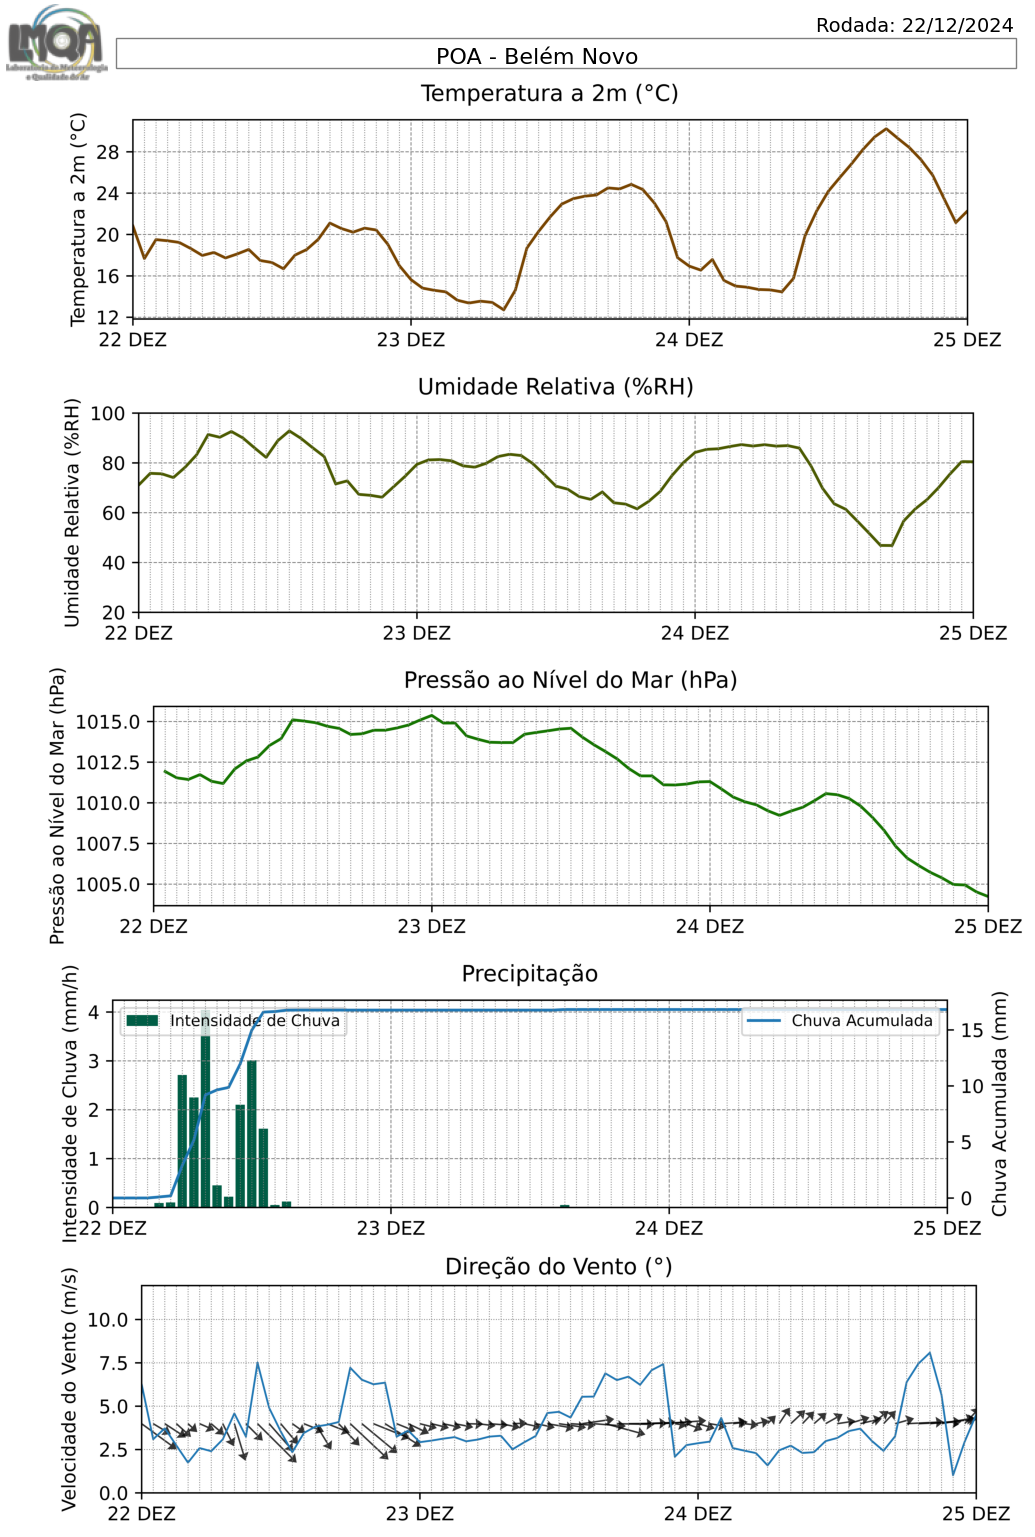 Rodada: 22/12/2024
LMQA
Laboratório de Meteorologia
e Qualidade do Ar
POA - Belém Novo
Temperatura a 2m (°C)
Temperatura a 2m (°C)
28
24
20
16
12
22 DEZ 23 DEZ 24 DEZ 25 DEZ
Umidade Relativa (%RH)
Umidade Relativa (%RH)
100
80
60
40
20
22 DEZ 23 DEZ 24 DEZ 25 DEZ
Pressão ao Nível do Mar (hPa)
Pressão ao Nível do Mar (hPa)
1015.0
1012.5
1010.0
1007.5
1005.0
22 DEZ 23 DEZ 24 DEZ 25 DEZ
Precipitação
Intensidade de Chuva (mm/h)
4
3
2
1
0
Intensidade de Chuva
Chuva Acumulada
15
10
5
0
Chuva Acumulada (mm)
22 DEZ 23 DEZ 24 DEZ 25 DEZ
Direção do Vento (°)
Velocidade do Vento (m/s)
10.0
7.5
5.0
2.5
0.0
22 DEZ 23 DEZ 24 DEZ 25 DEZ